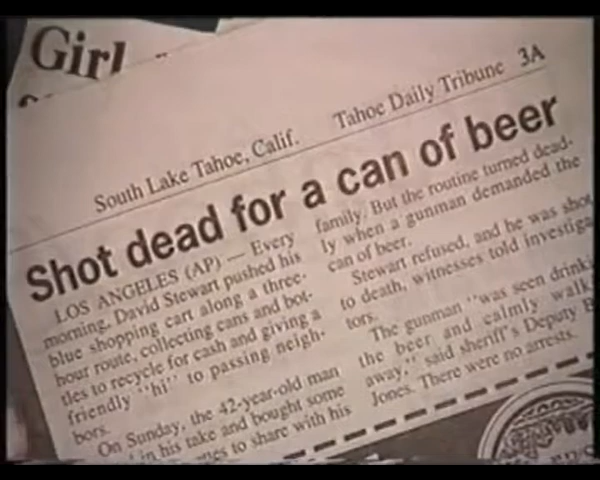 Girl
South Lake Tahoe, Calif. Tahoe Daily Tribune 3A
Shot dead for a can of beer
LOS ANGELES (AP) — Every
morning, David Stewart pushed his
blue shopping cart along a three-
hour route, collecting cans and bot-
tles to recycle for cash and giving a
friendly "hi" to passing neigh-
bors.
On Sunday, the 42-year-old man
in his take and bought some
to share with his
family. But the routine turned dead-
ly when a gunman demanded the
can of beer.
Stewart refused, and he was shot
to death, witnesses told investiga
tors.
The gunman "was seen drinki
the beer and calmly walk
away," said sheriff's Deputy B
Jones. There were no arrests.